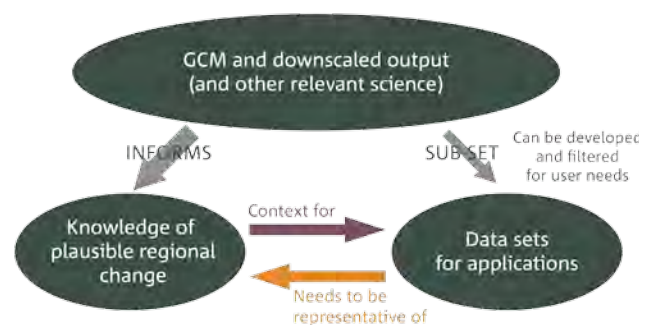 GCM and downscaled output
(and other relevant science)
INFORMS
SUB SET
Can be developed
and filtered
for user needs
Knowledge of
plausible regional
change
Context for
Data sets
for applications
Needs to be
representative of